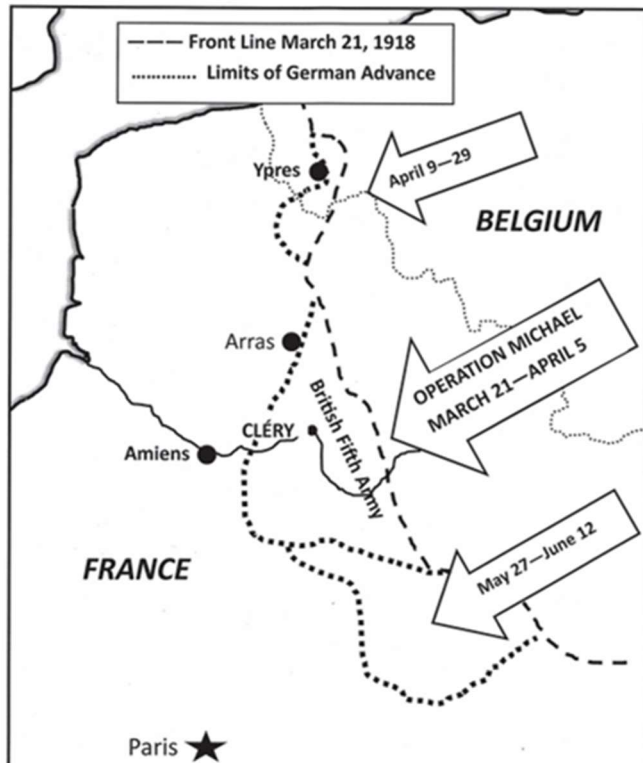 Front Line March 21, 1918
Limits of German Advance
Ypres
April 9—29
BELGIUM
Arras
OPERATION MICHAEL
MARCH 21—APRIL 5
British Fifth Army
CLÉRY
Amiens
May 27—June 12
FRANCE
Paris